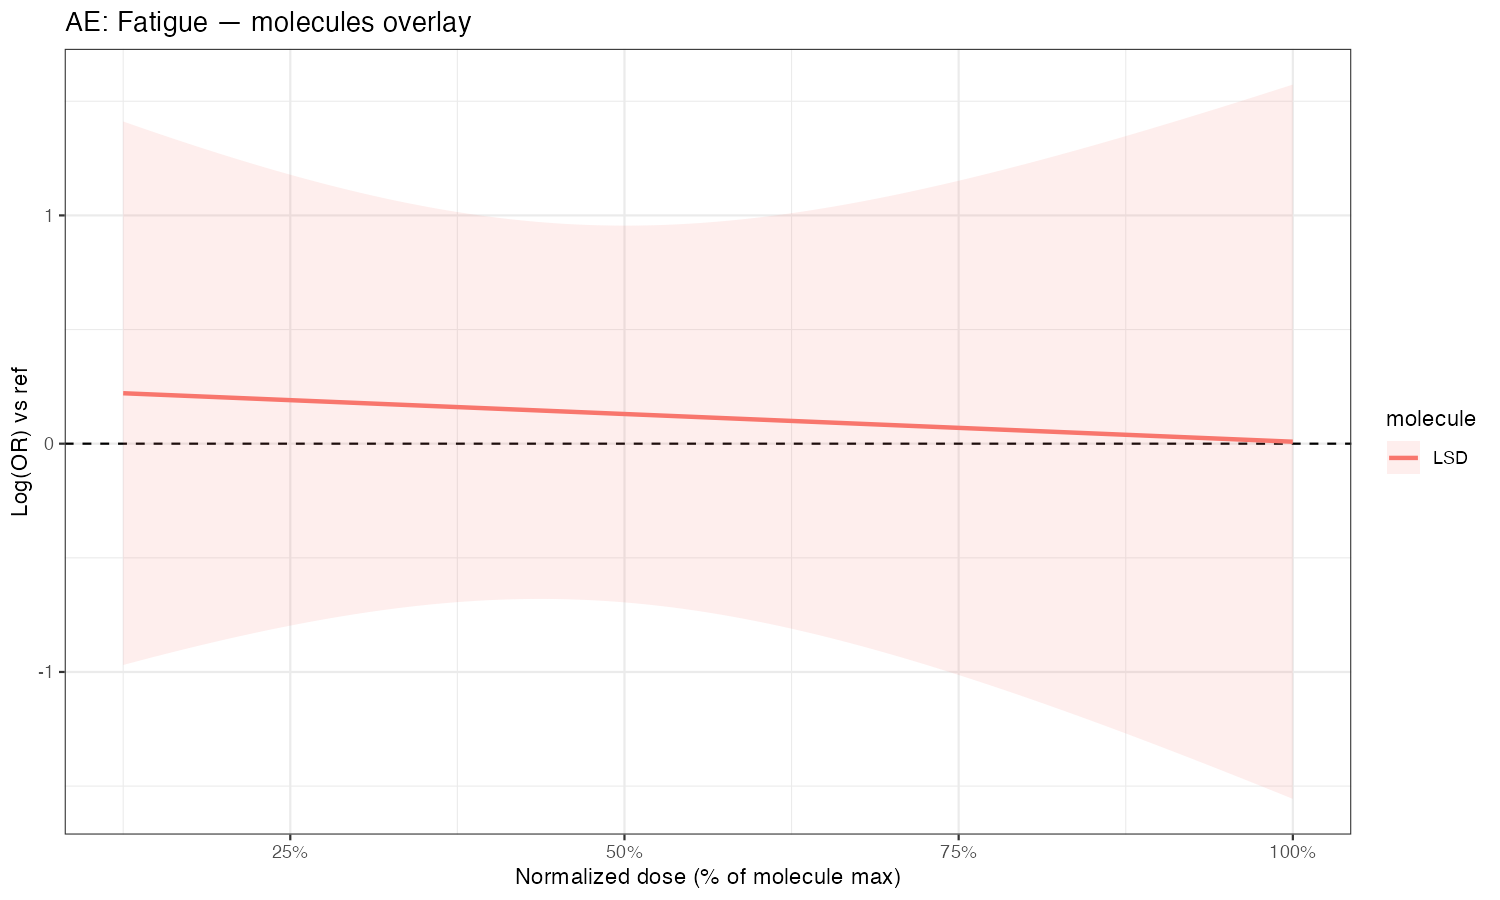 AE: Fatigue — molecules overlay
Log(OR) vs ref
1
0
-1
25%
50%
75%
100%
Normalized dose (% of molecule max)
molecule
LSD